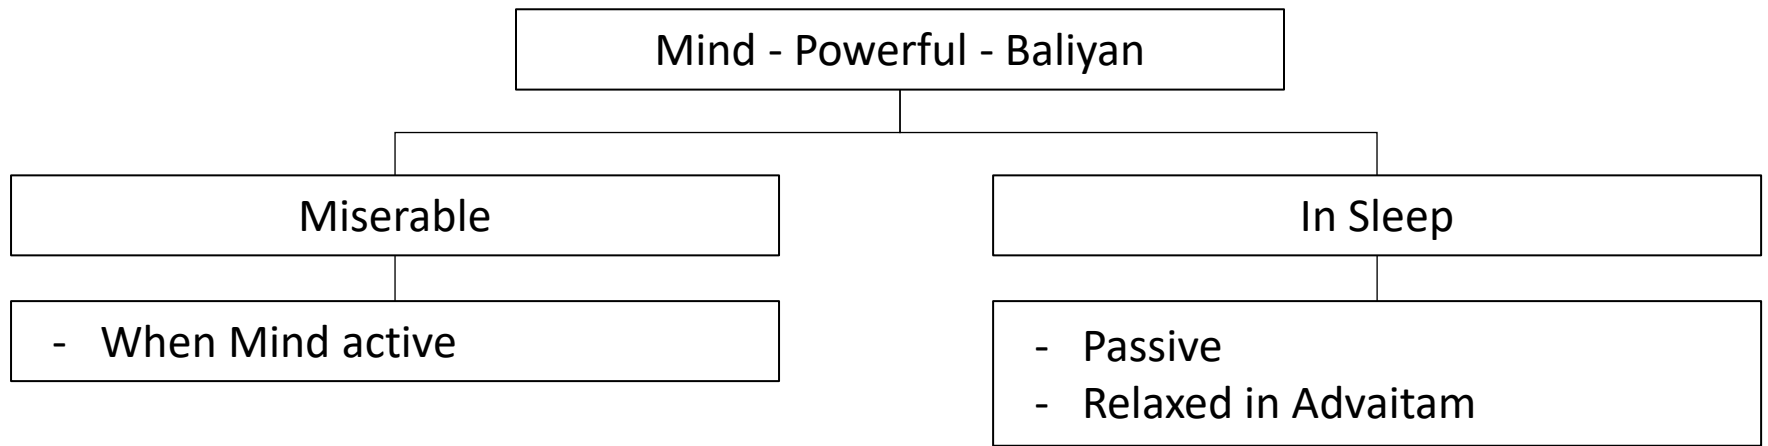 Mind - Powerful - Baliyan
Miserable
- When Mind active
In Sleep
- Passive
- Relaxed in Advaitam